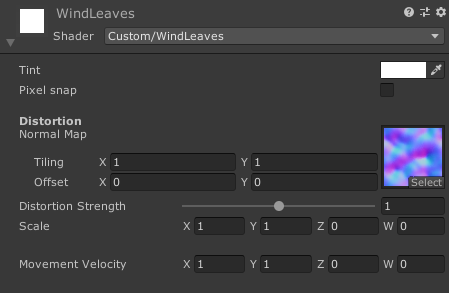 WindLeaves
Shader Custom/WindLeaves
Tint
Pixel snap
Distortion
Normal Map
Tiling X 1 Y 1
Offset X 0 Y 0
Select
Distortion Strength 1
Scale X 1 Y 1 Z 0 W 0
Movement Velocity X 1 Y 1 Z 0 W 0